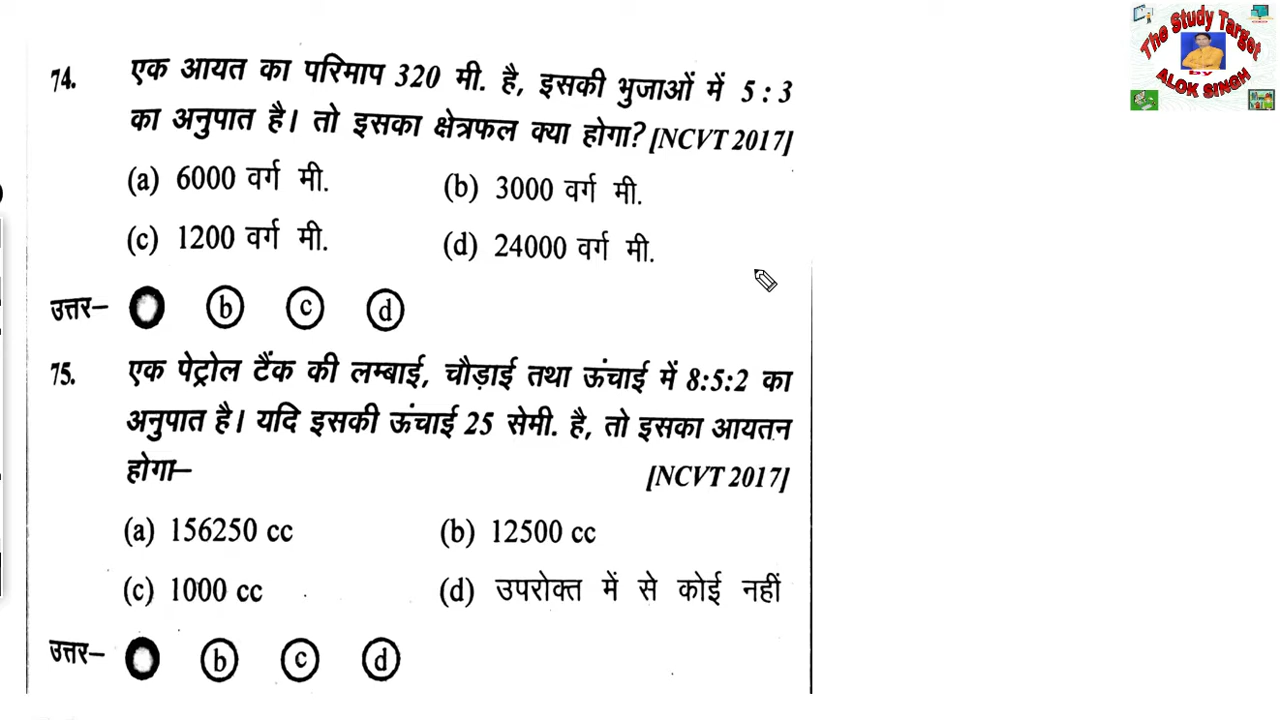 The Study Target
BY
ALOK SINGH
74. एक आयत का परिमाप 320 मी. है, इसकी भुजाओं में 5 : 3
का अनुपात है। तो इसका क्षेत्रफल क्या होगा? [NCVT 2017]
(a) 6000 वर्ग मी. (b) 3000 वर्ग मी.
(c) 1200 वर्ग मी. (d) 24000 वर्ग मी.
उत्तर– b c d
75. एक पेट्रोल टैंक की लम्बाई, चौड़ाई तथा ऊंचाई में 8:5:2 का
अनुपात है। यदि इसकी ऊंचाई 25 सेमी. है, तो इसका आयतन
होगा– [NCVT 2017]
(a) 156250 cc (b) 12500 cc
(c) 1000 cc (d) उपरोक्त में से कोई नहीं
उत्तर– b c d